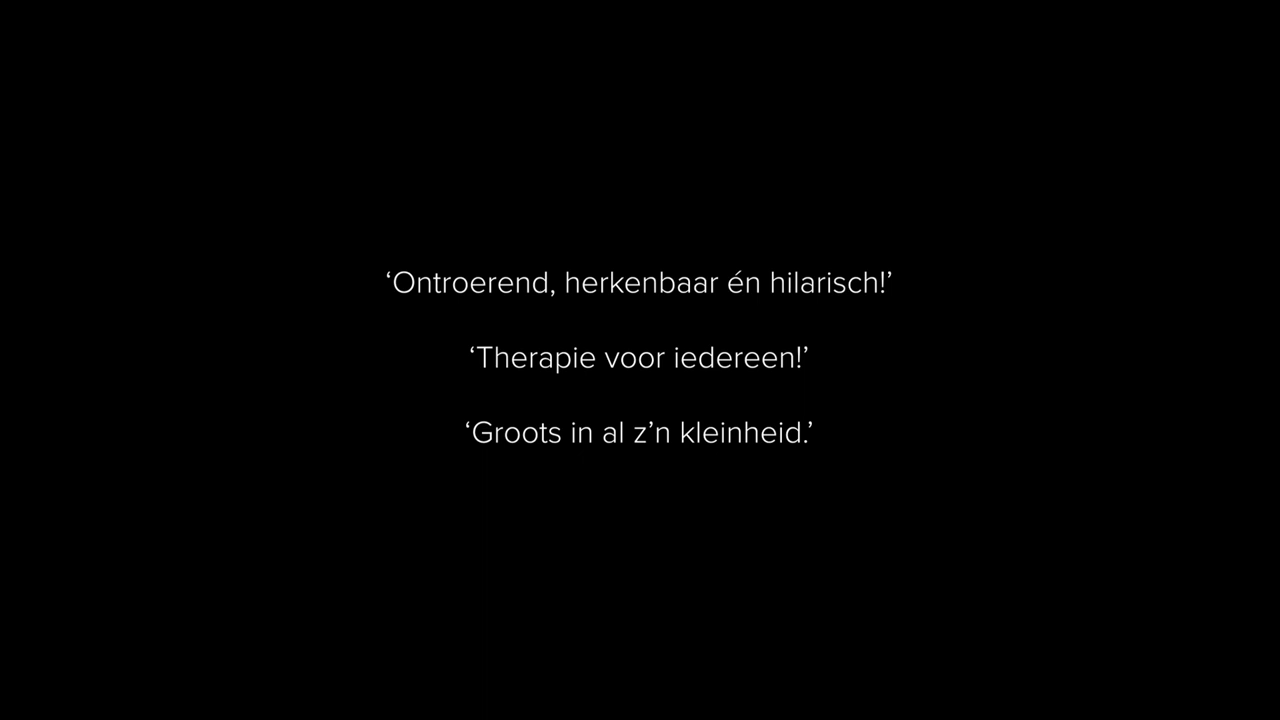 ‘Ontroerend, herkenbaar én hilarisch!’
‘Therapie voor iedereen!’
‘Groots in al z’n kleinheid.’